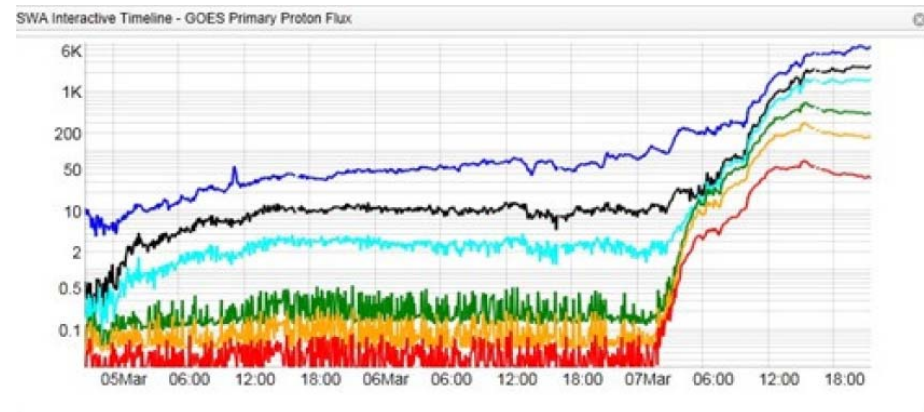 SWA Interactive Timeline - GOES Primary Proton Flux
6K
1K
200
50
10
2
0.5
0.1
05Mar 06:00 12:00 18:00 06Mar 06:00 12:00 18:00 07Mar 06:00 12:00 18:00